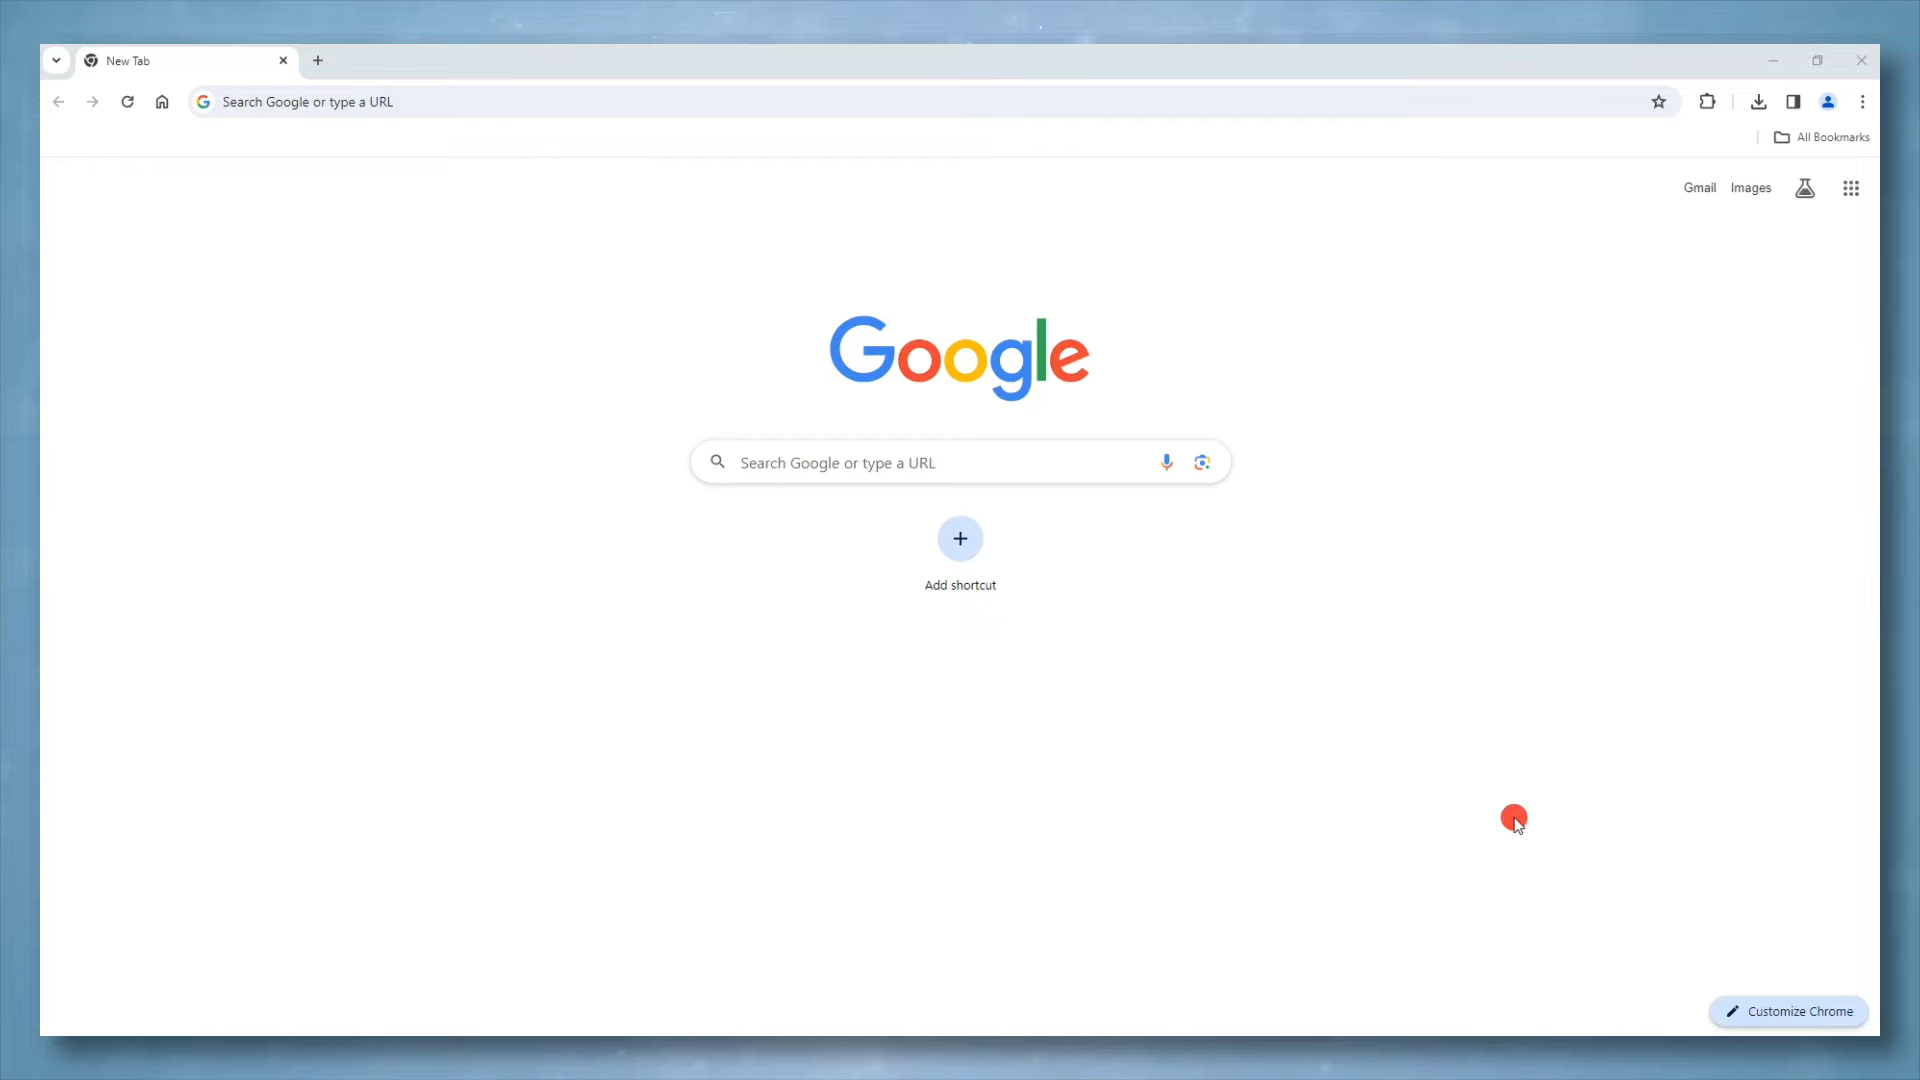 New Tab
Search Google or type a URL
All Bookmarks
Gmail Images
Google
Search Google or type a URL
Add shortcut
Customize Chrome